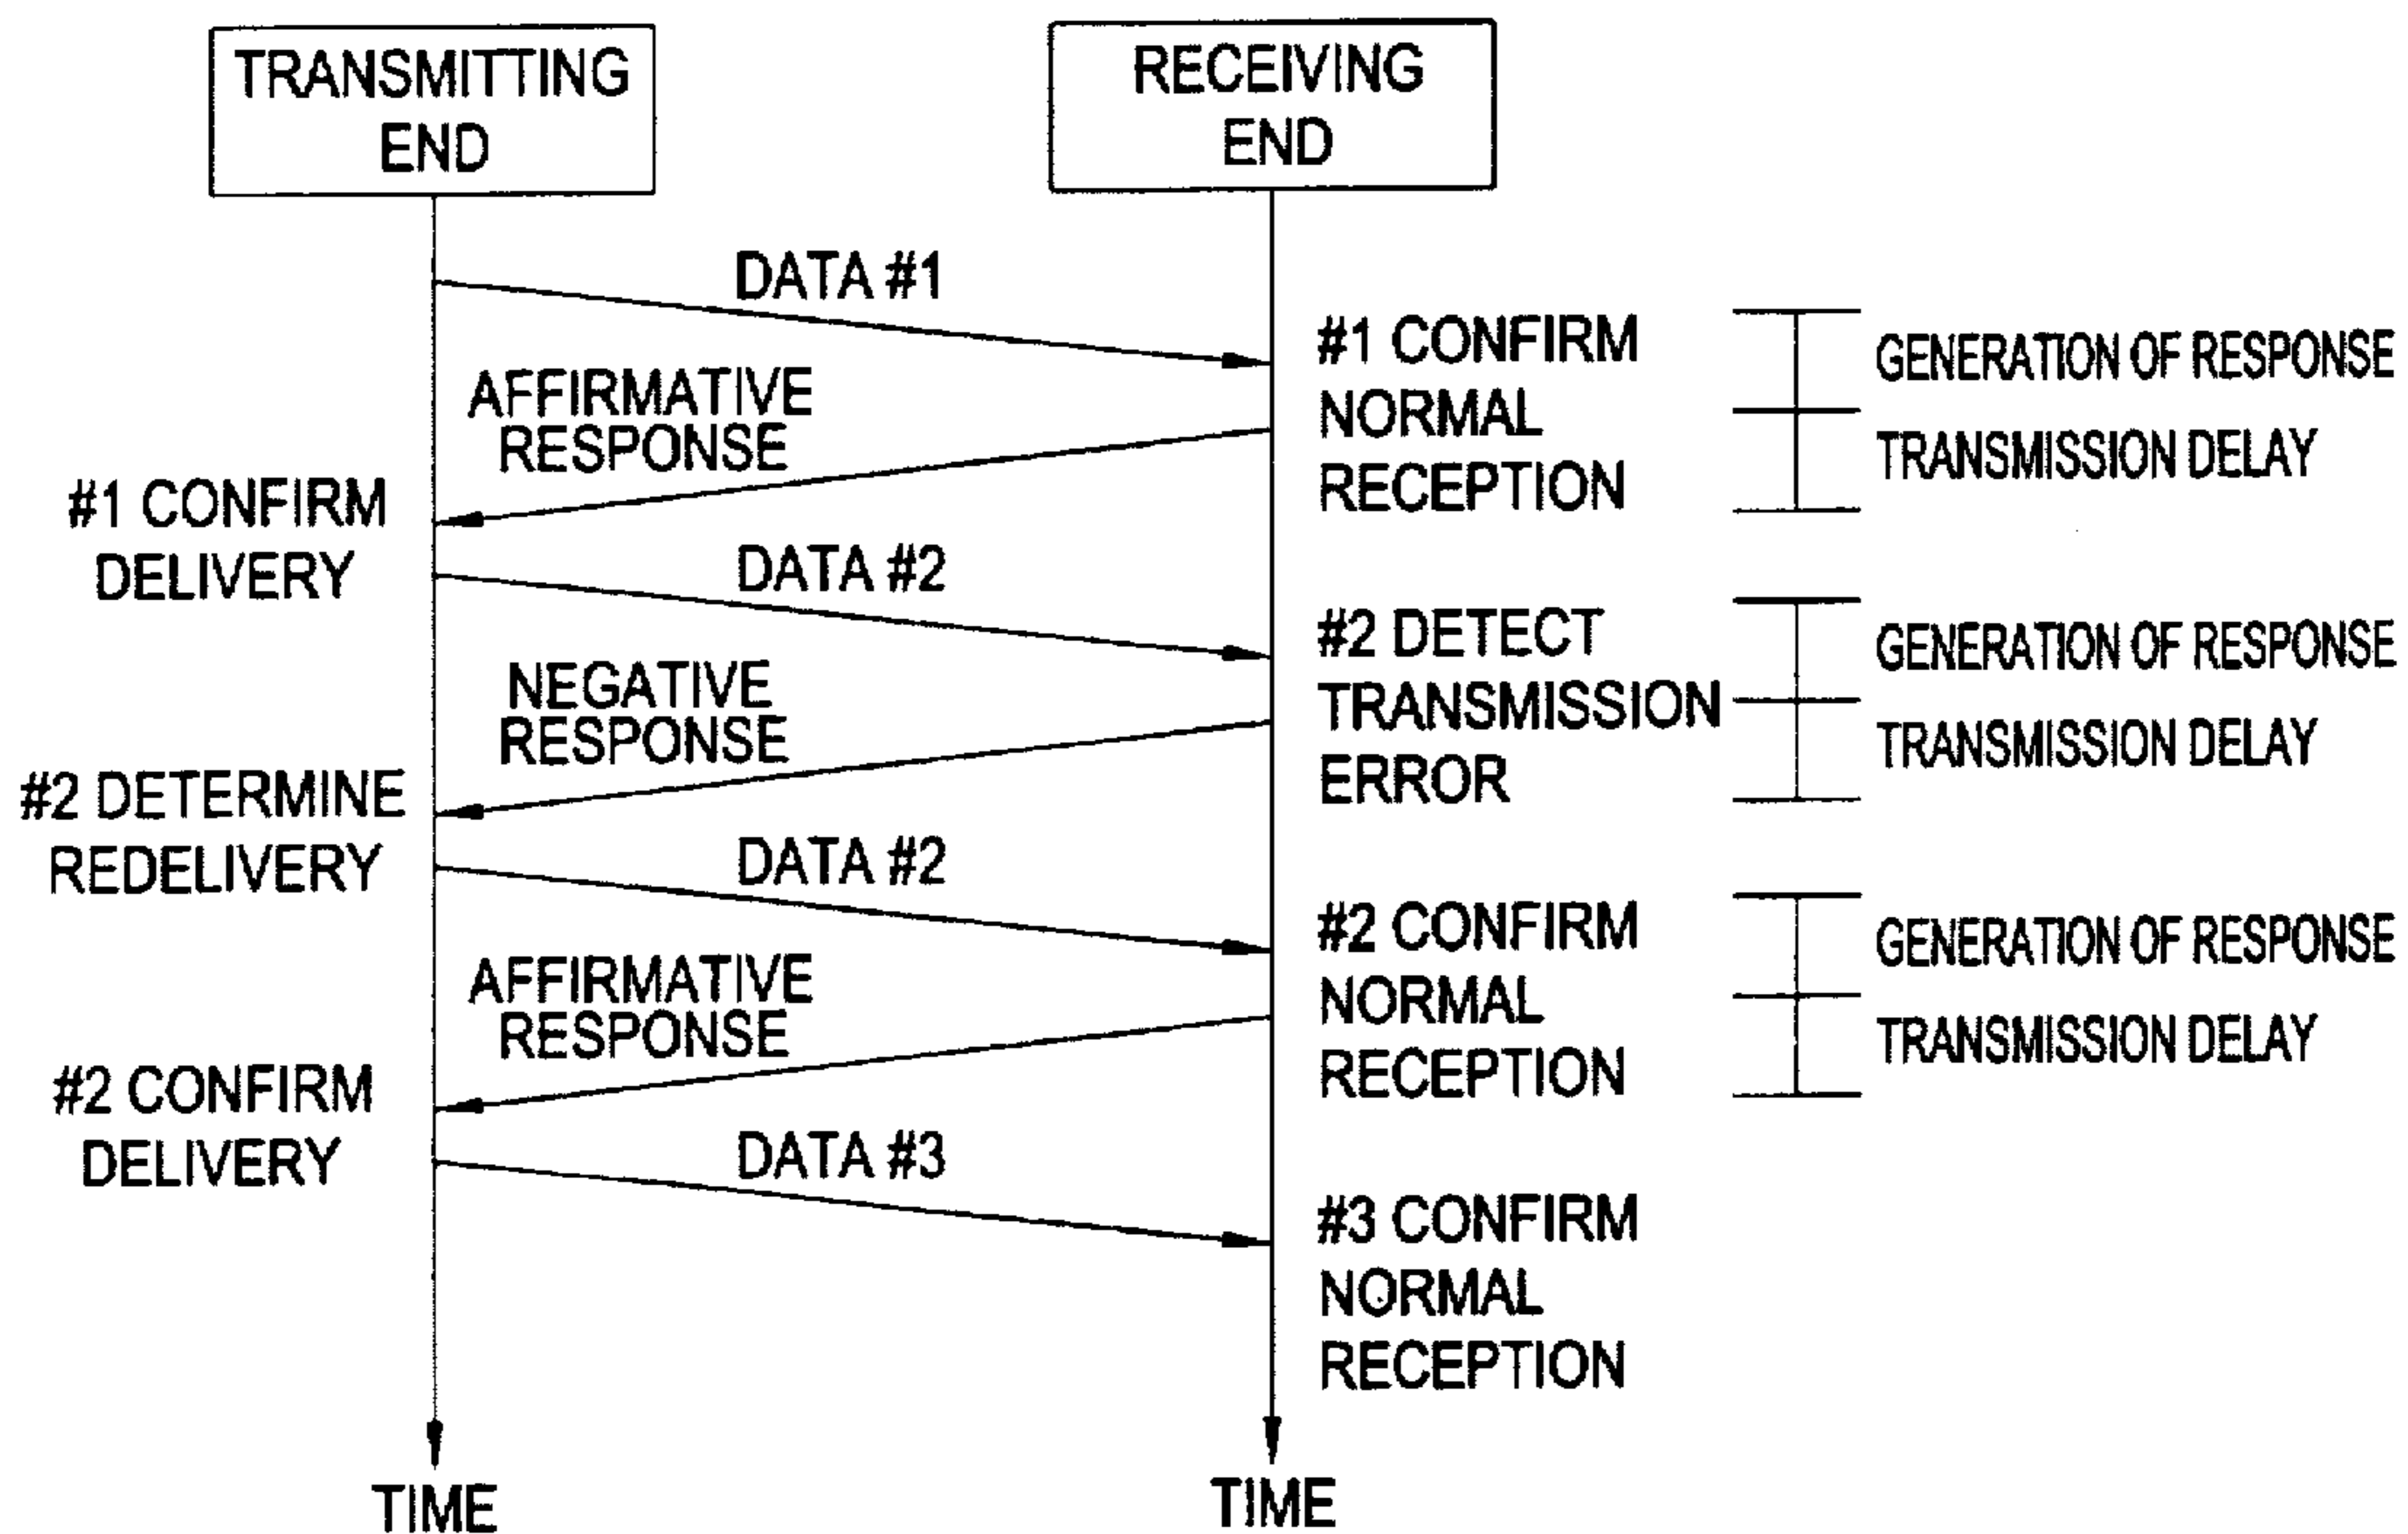 TRANSMITTING
END
RECEIVING
END
DATA #1
#1 CONFIRM
NORMAL
RECEPTION
GENERATION OF RESPONSE
TRANSMISSION DELAY
AFFIRMATIVE
RESPONSE
#1 CONFIRM
DELIVERY
DATA #2
#2 DETECT
TRANSMISSION
ERROR
GENERATION OF RESPONSE
TRANSMISSION DELAY
NEGATIVE
RESPONSE
#2 DETERMINE
REDELIVERY
DATA #2
#2 CONFIRM
NORMAL
RECEPTION
GENERATION OF RESPONSE
TRANSMISSION DELAY
AFFIRMATIVE
RESPONSE
#2 CONFIRM
DELIVERY
DATA #3
#3 CONFIRM
NORMAL
RECEPTION
TIME
TIME